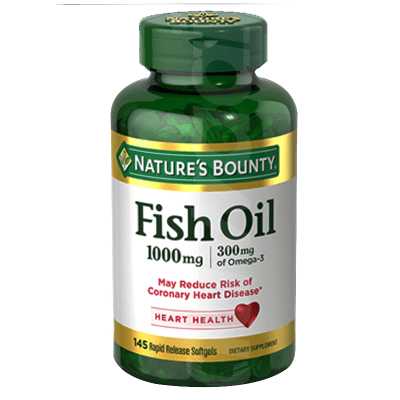 NATURE'S BOUNTY
Fish Oil
1000mg | 300mg
of Omega-3
May Reduce Risk of
Coronary Heart Disease*
HEART HEALTH
145 Rapid Release Softgels
DIETARY SUPPLEMENT